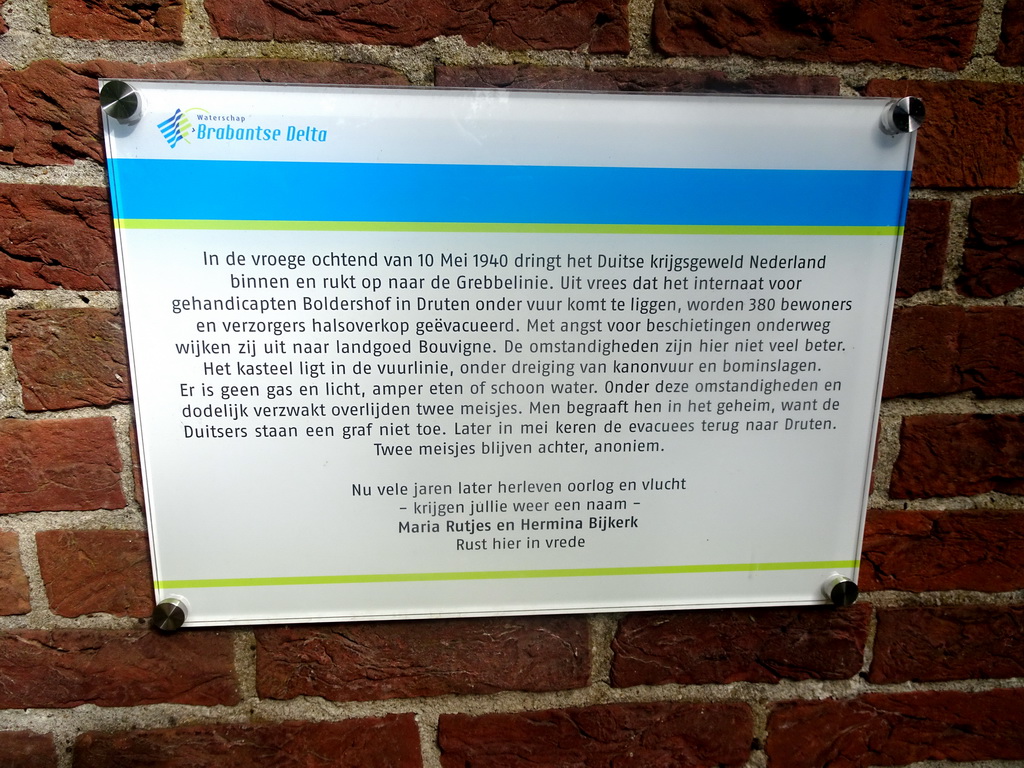 Waterschap
Brabantse Delta
In de vroege ochtend van 10 Mei 1940 dringt het Duitse krijgsgeweld Nederland
binnen en rukt op naar de Grebbelinie. Uit vrees dat het internaat voor
gehandicapten Boldershof in Druten onder vuur komt te liggen, worden 380 bewoners
en verzorgers halsoverkop geëvacueerd. Met angst voor beschietingen onderweg
wijken zij uit naar landgoed Bouvigne. De omstandigheden zijn hier niet veel beter.
Het kasteel ligt in de vuurlinie, onder dreiging van kanonvuur en bominslagen.
Er is geen gas en licht, amper eten of schoon water. Onder deze omstandigheden en
dodelijk verzwakt overlijden twee meisjes. Men begraaft hen in het geheim, want de
Duitsers staan een graf niet toe. Later in mei keren de evacuees terug naar Druten.
Twee meisjes blijven achter, anoniem.
Nu vele jaren later herleven oorlog en vlucht
– krijgen jullie weer een naam –
Maria Rutjes en Hermina Bijkerk
Rust hier in vrede